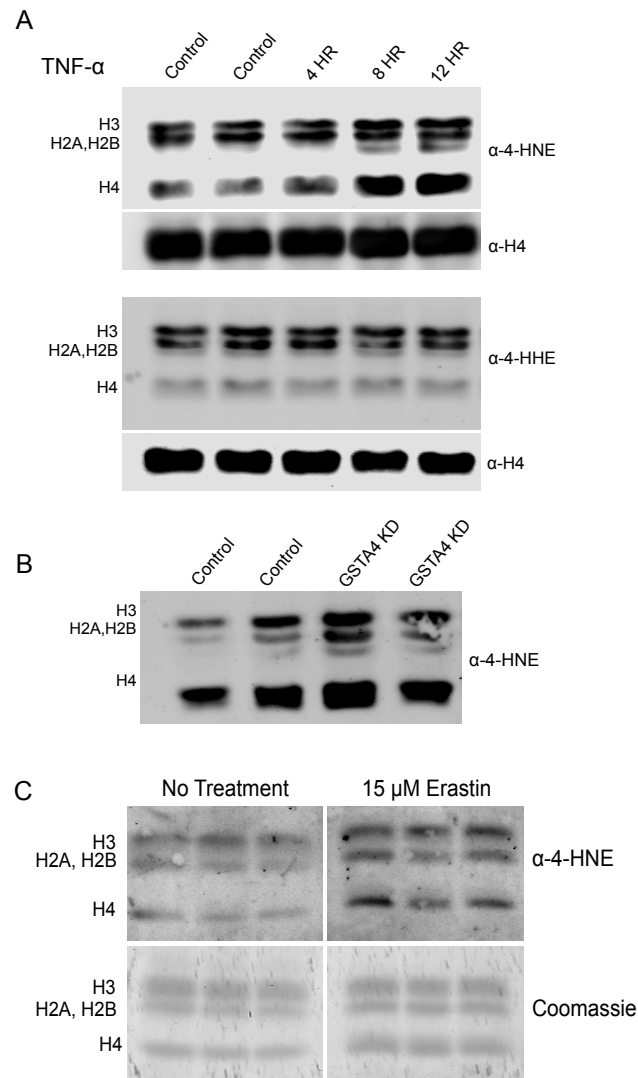 A
TNF-α
Control Control 4 HR 8 HR 12 HR
H3
H2A,H2B
α-4-HNE
H4
α-H4
H3
H2A,H2B
α-4-HHE
H4
α-H4
B
Control Control GSTA4 KD GSTA4 KD
H3
H2A,H2B
α-4-HNE
H4
C
No Treatment 15 µM Erastin
H3
H2A, H2B
α-4-HNE
H4
H3
H2A, H2B
Coomassie
H4